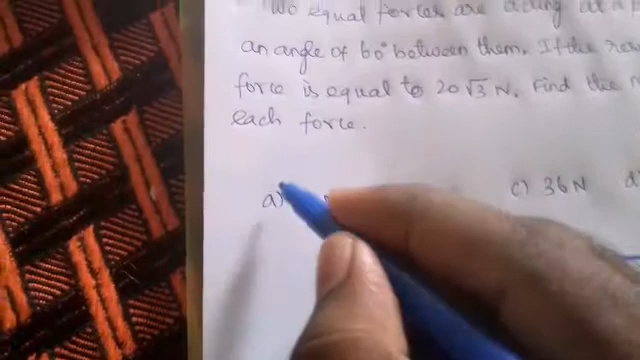 Two equal forces are acting at a
an angle of 60° between them. If the
force is equal to 20√3 N. Find the
each force.
a) c) 36 N d)